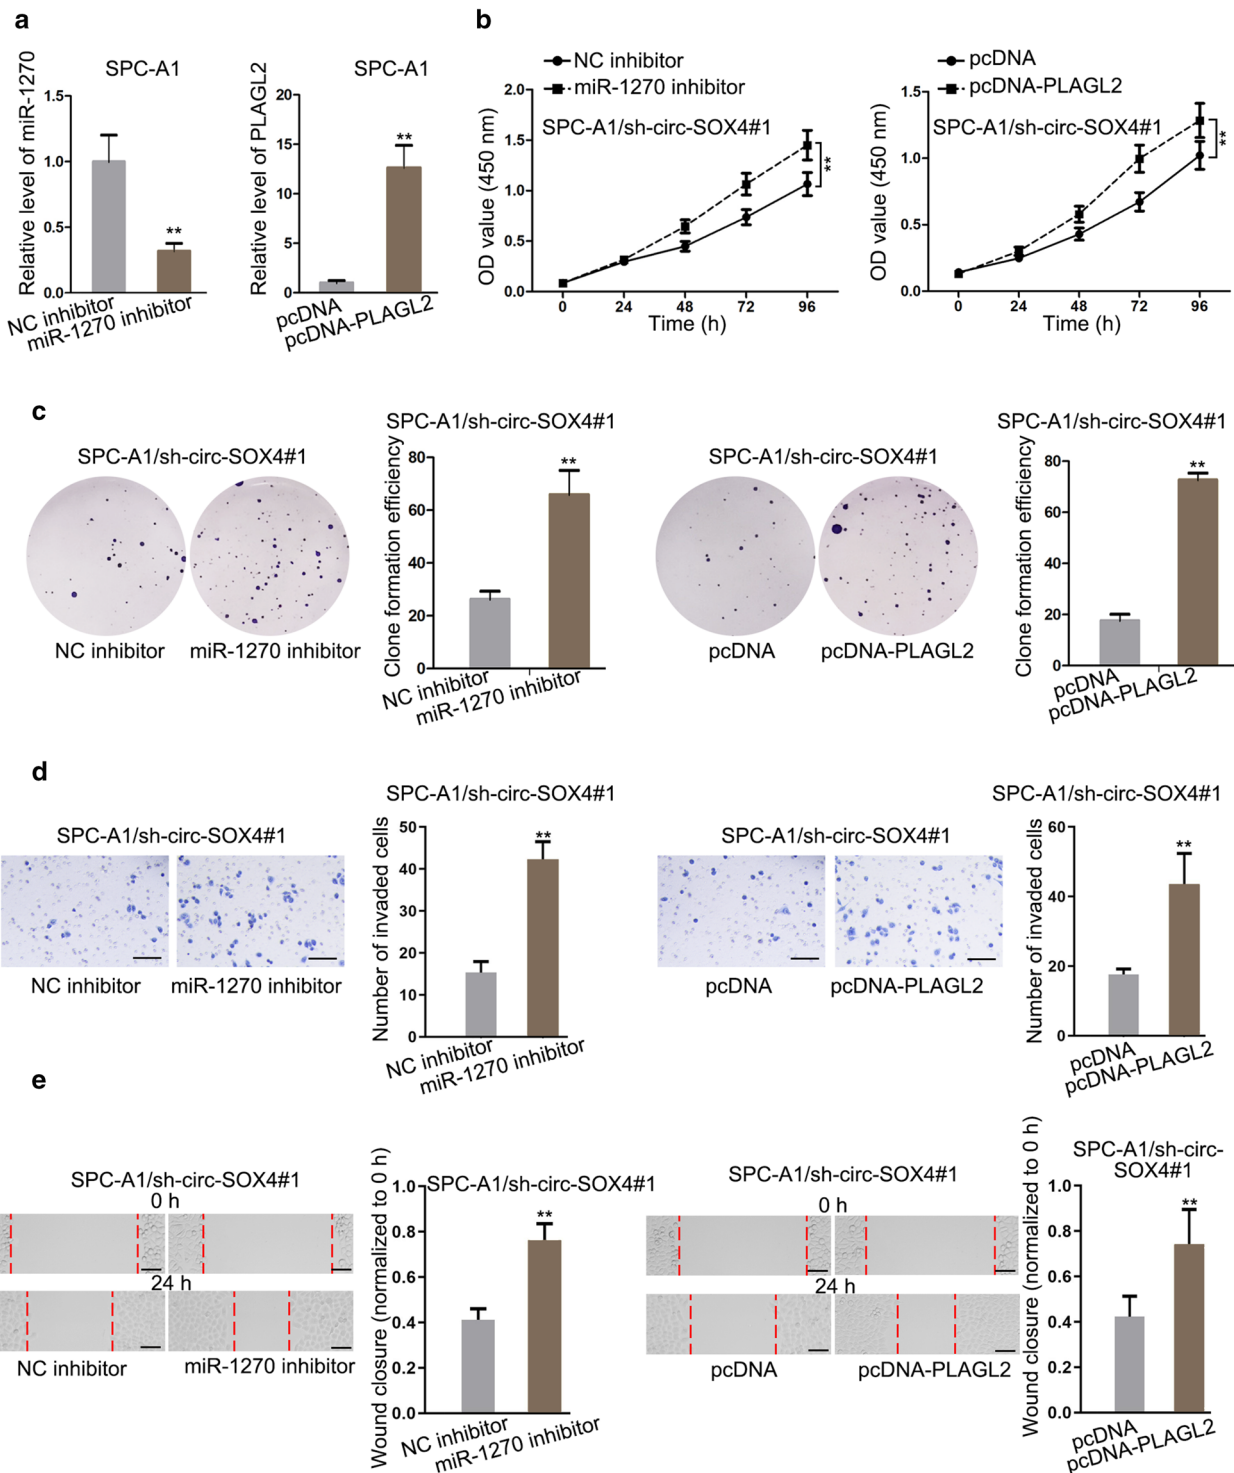 a
SPC-A1
Relative level of miR-1270
1.5
1.0
0.5
0.0
**
NC inhibitor
miR-1270 inhibitor
SPC-A1
Relative level of PLAGL2
20
15
10
5
0
**
pcDNA
pcDNA-PLAGL2
b
NC inhibitor
miR-1270 inhibitor
SPC-A1/sh-circ-SOX4#1
OD value (450 nm)
2.0
1.5
1.0
0.5
0.0
**
0 24 48 72 96
Time (h)
pcDNA
pcDNA-PLAGL2
SPC-A1/sh-circ-SOX4#1
OD value (450 nm)
1.5
1.0
0.5
0.0
**
0 24 48 72 96
Time (h)
c
SPC-A1/sh-circ-SOX4#1
NC inhibitor
miR-1270 inhibitor
SPC-A1/sh-circ-SOX4#1
Clone formation efficiency
80
60
40
20
0
**
NC inhibitor
miR-1270 inhibitor
SPC-A1/sh-circ-SOX4#1
pcDNA
pcDNA-PLAGL2
SPC-A1/sh-circ-SOX4#1
Clone formation efficiency
80
60
40
20
0
**
pcDNA
pcDNA-PLAGL2
d
SPC-A1/sh-circ-SOX4#1
NC inhibitor
miR-1270 inhibitor
SPC-A1/sh-circ-SOX4#1
Number of invaded cells
50
40
30
20
10
0
**
NC inhibitor
miR-1270 inhibitor
SPC-A1/sh-circ-SOX4#1
pcDNA
pcDNA-PLAGL2
SPC-A1/sh-circ-SOX4#1
Number of invaded cells
60
40
20
0
**
pcDNA
pcDNA-PLAGL2
e
SPC-A1/sh-circ-SOX4#1
0 h
24 h
NC inhibitor
miR-1270 inhibitor
SPC-A1/sh-circ-SOX4#1
Wound closure (normalized to 0 h)
1.0
0.8
0.6
0.4
0.2
0.0
**
NC inhibitor
miR-1270 inhibitor
SPC-A1/sh-circ-SOX4#1
0 h
24 h
pcDNA
pcDNA-PLAGL2
SPC-A1/sh-circ-
SOX4#1
Wound closure (normalized to 0 h)
1.0
0.8
0.6
0.4
0.2
0.0
**
pcDNA
pcDNA-PLAGL2